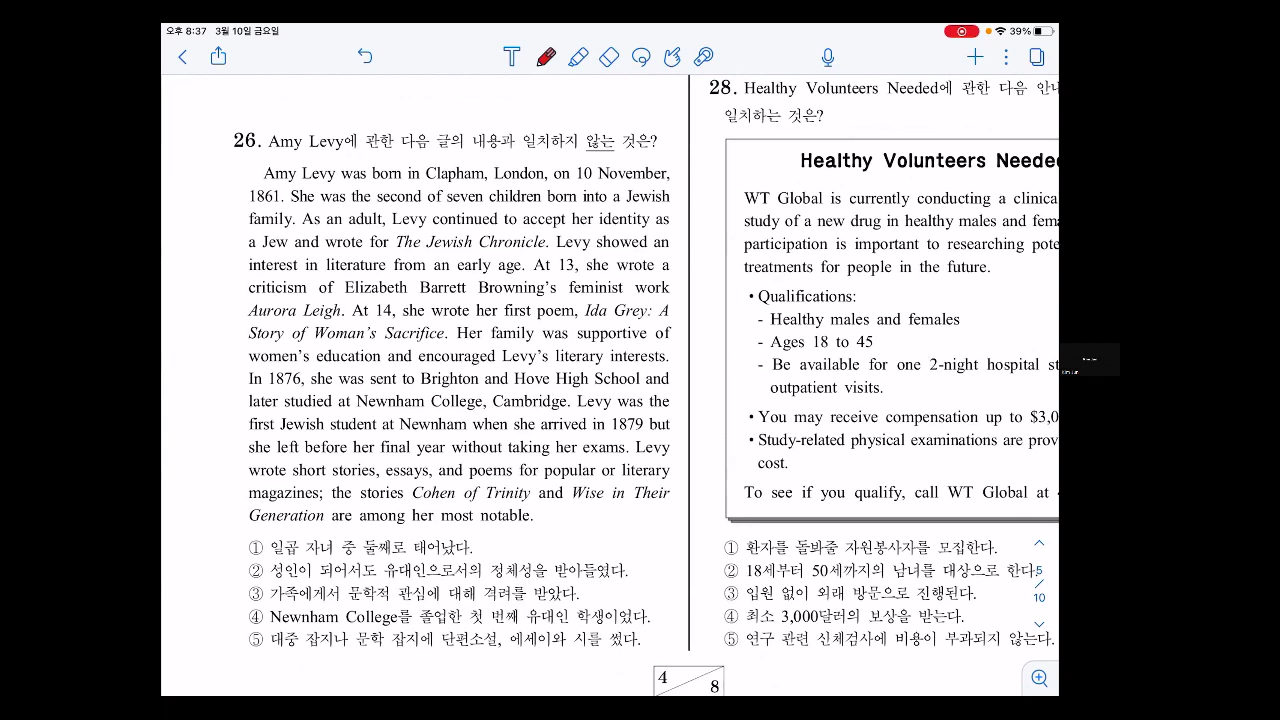 오후 8:37 3월 10일 금요일
39%
26. Amy Levy에 관한 다음 글의 내용과 일치하지 않는 것은?
Amy Levy was born in Clapham, London, on 10 November,
1861. She was the second of seven children born into a Jewish
family. As an adult, Levy continued to accept her identity as
a Jew and wrote for The Jewish Chronicle. Levy showed an
interest in literature from an early age. At 13, she wrote a
criticism of Elizabeth Barrett Browning's feminist work
Aurora Leigh. At 14, she wrote her first poem, Ida Grey: A
Story of Woman's Sacrifice. Her family was supportive of
women's education and encouraged Levy's literary interests.
In 1876, she was sent to Brighton and Hove High School and
later studied at Newnham College, Cambridge. Levy was the
first Jewish student at Newnham when she arrived in 1879 but
she left before her final year without taking her exams. Levy
wrote short stories, essays, and poems for popular or literary
magazines; the stories Cohen of Trinity and Wise in Their
Generation are among her most notable.
① 일곱 자녀 중 둘째로 태어났다.
② 성인이 되어서도 유대인으로서의 정체성을 받아들였다.
③ 가족에게서 문학적 관심에 대해 격려를 받았다.
④ Newnham College를 졸업한 첫 번째 유대인 학생이었다.
⑤ 대중 잡지나 문학 잡지에 단편소설, 에세이와 시를 썼다.
28. Healthy Volunteers Needed에 관한 다음 안내
일치하는 것은?
Healthy Volunteers Neede
WT Global is currently conducting a clinica
study of a new drug in healthy males and fema
participation is important to researching pote
treatments for people in the future.
• Qualifications:
- Healthy males and females
- Ages 18 to 45
- Be available for one 2-night hospital st
outpatient visits.
• You may receive compensation up to $3,0
• Study-related physical examinations are prov
cost.
To see if you qualify, call WT Global at
① 환자를 돌봐줄 자원봉사자를 모집한다.
② 18세부터 50세까지의 남녀를 대상으로 한다.
③ 입원 없이 외래 방문으로 진행된다.
④ 최소 3,000달러의 보상을 받는다.
⑤ 연구 관련 신체검사에 비용이 부과되지 않는다.
5
10
4
8